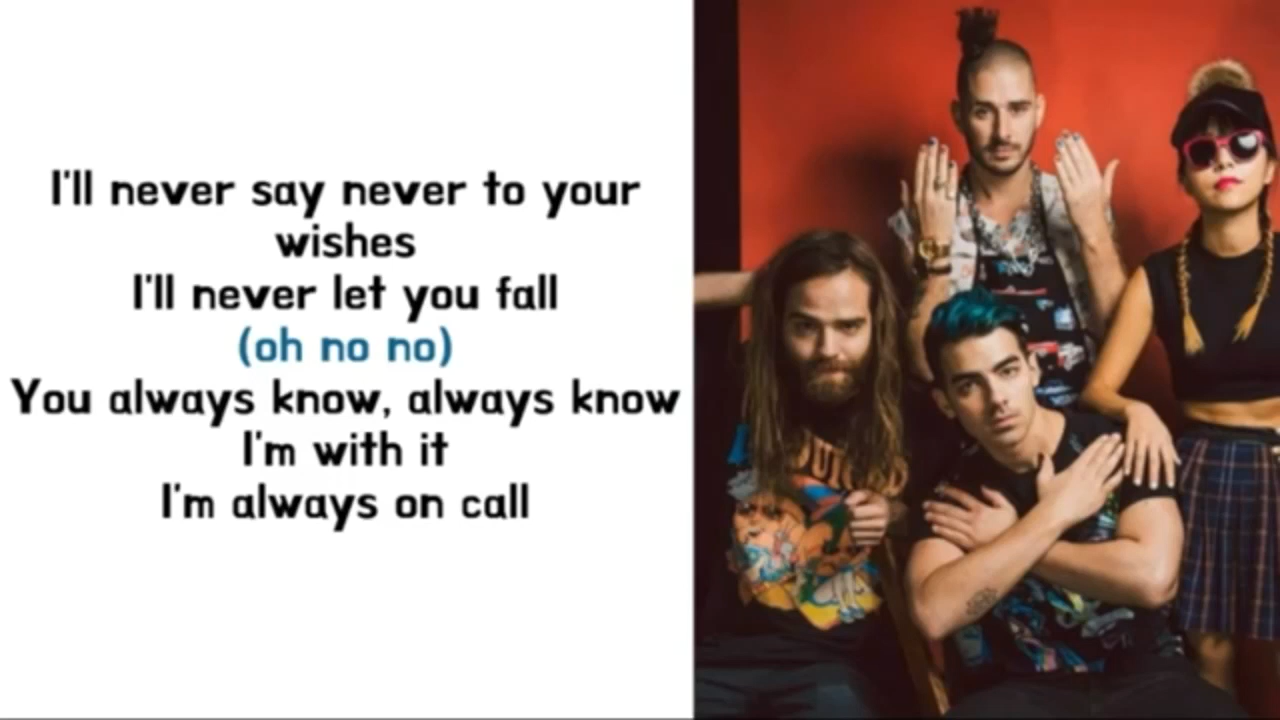 I'll never say never to your
wishes
I'll never let you fall
(oh no no)
You always know, always know
I'm with it
I'm always on call